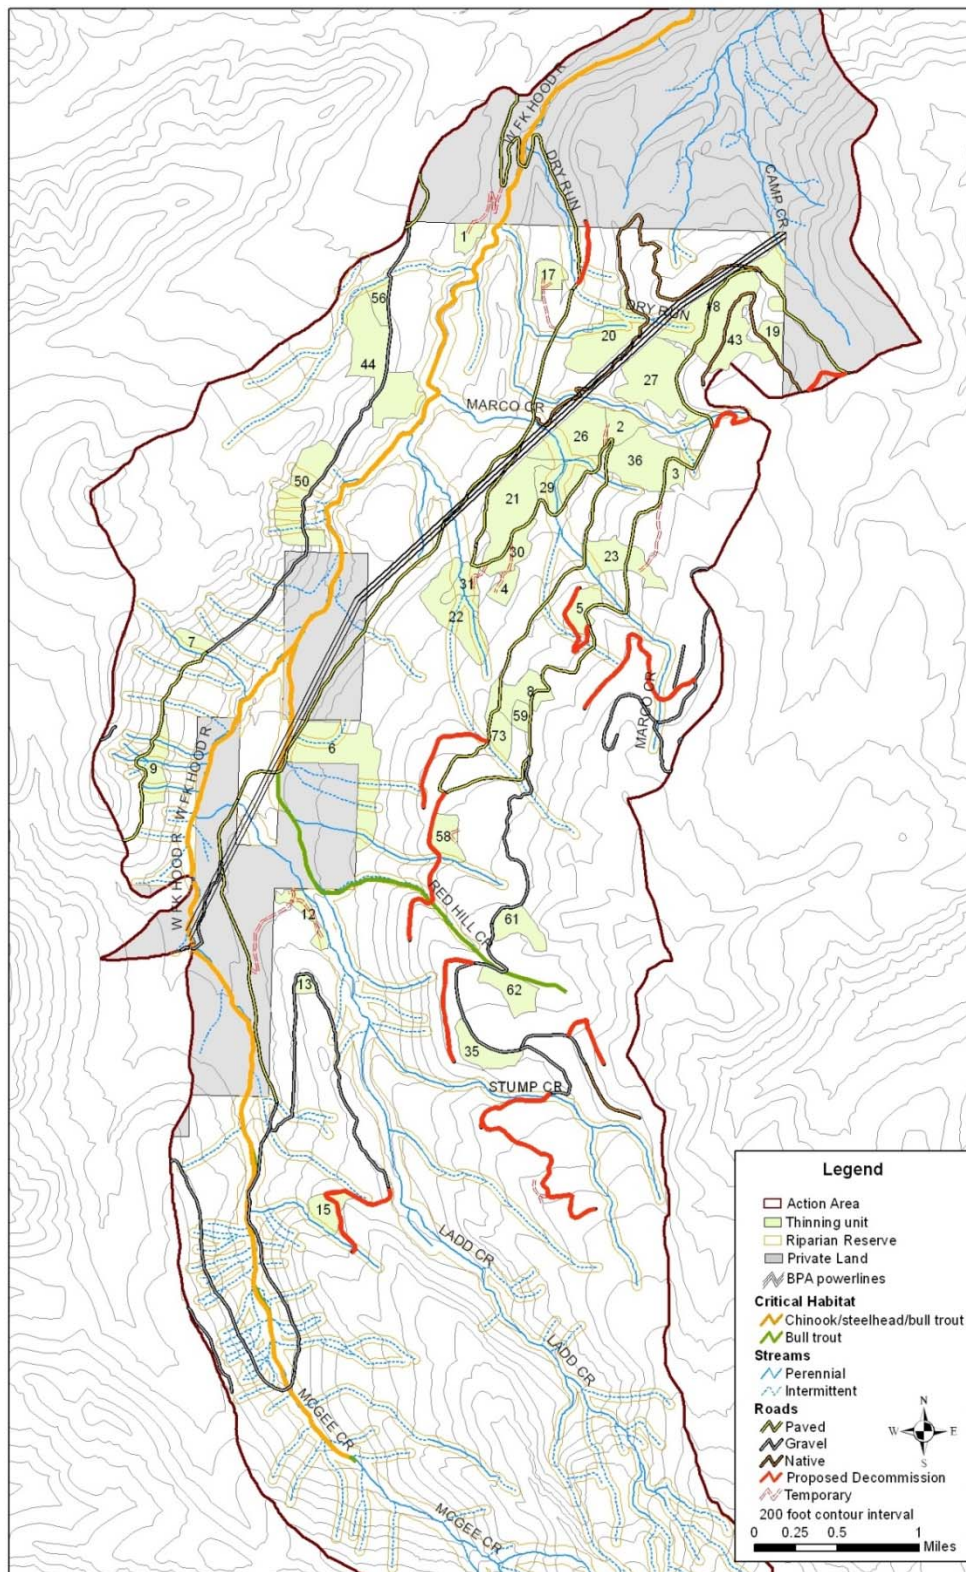 W FK HOOD R
DRY RUN
CAMP CR
1
17
56
DRY RUN
18
20
43
19
44
27
MARCO CR
2
26
36
50
3
29
21
30
23
31
4
22
5
7
MARCO CR
8
59
73
6
9
W FK HOOD R
W FK HOOD R
58
RED HILL CR
12
61
13
62
35
STUMP CR
15
LADD CR
LADD CR
MCGEE CR
MCGEE CR
Legend
Action Area
Thinning unit
Riparian Reserve
Private Land
BPA powerlines
Critical Habitat
Chinook/steelhead/bull trout
Bull trout
Streams
Perennial
Intermittent
Roads
Paved
Gravel
Native
Proposed Decommission
Temporary
N
W E
S
200 foot contour interval
0 0.25 0.5 1
Miles